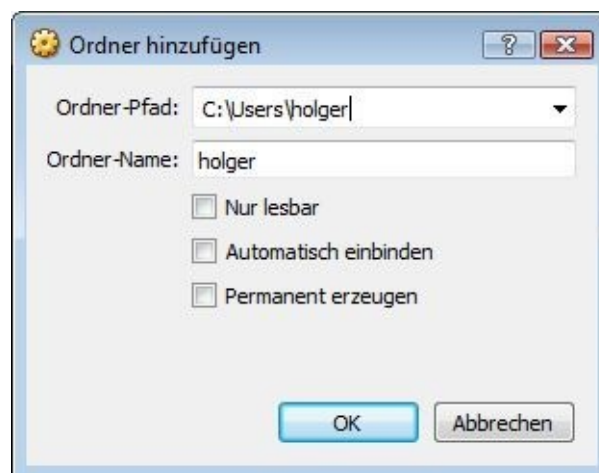 Ordner hinzufügen
Ordner-Pfad: C:\Users\holger
Ordner-Name: holger
Nur lesbar
Automatisch einbinden
Permanent erzeugen
OK Abbrechen